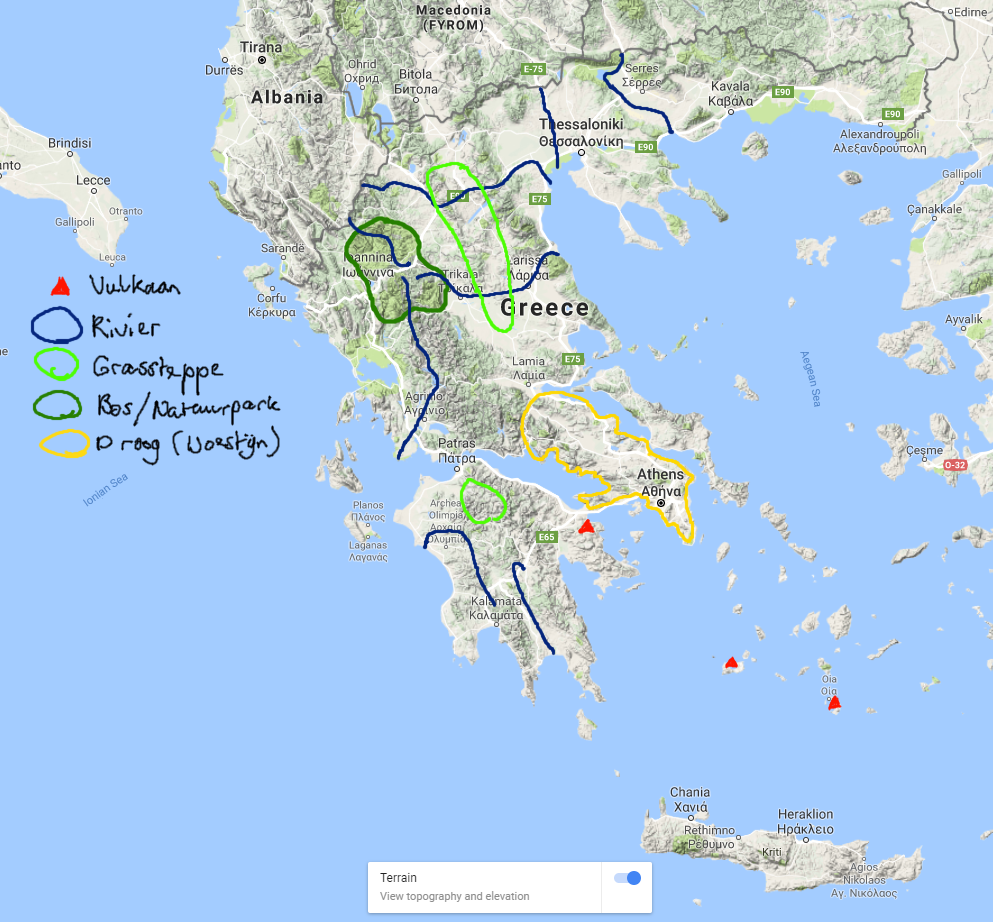 Macedonia
(FYROM)
Edirne
Tirana
Durrës
Ohrid
Охрид
Bitola
Битола
E-75
Serres
Σέρρες
Kavala
Καβάλα
E90
E90
Albania
Thessaloniki
Θεσσαλονίκη
E90
Alexandroupoli
Αλεξανδρούπολη
Brindisi
Lecce
Gallipoli
Otranto
Leuca
Gallipoli
Çanakkale
E90
E75
Sarandë
Ioannina
Ιωάννινα
Corfu
Κέρκυρα
Trikala
Τρίκαλα
Larissa
Λάρισα
Greece
Vulkaan
Rivier
Grassteppe
Bos/Natuurpark
Droog (Woestijn)
Ayvalık
Aegean Sea
Lamia
Λαμία
E75
Agrinio
Αγρίνιο
Patras
Πάτρα
Athens
Αθήνα
Çeşme
O-32
Ionian Sea
Planos
Πλάνος
Laganas
Λαγανάς
Archea
Olimpia
Αρχαία
Ολυμπία
E65
Kalamata
Καλαμάτα
Oia
Οία
Chania
Χανιά
Rethimno
Ρέθυμνο
Heraklion
Ηράκλειο
Kriti
Agios
Nikolaos
Αγ. Νικόλαος
Terrain
View topography and elevation